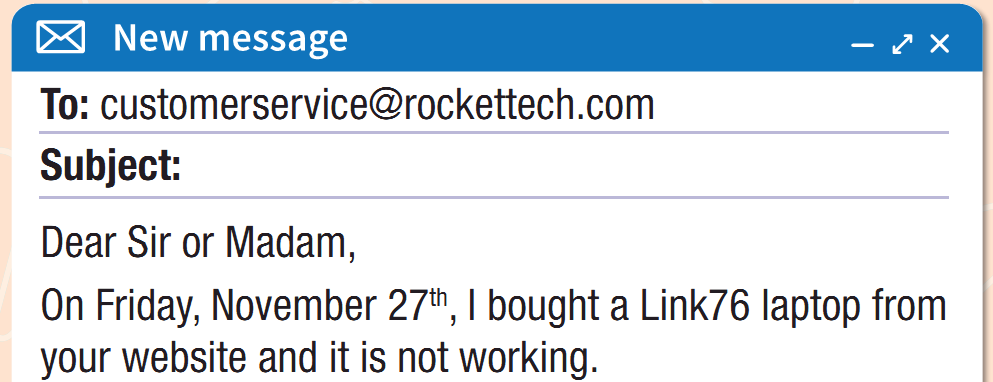 New message
To: customerservice@rockettech.com
Subject:
Dear Sir or Madam,
On Friday, November 27th, I bought a Link76 laptop from
your website and it is not working.